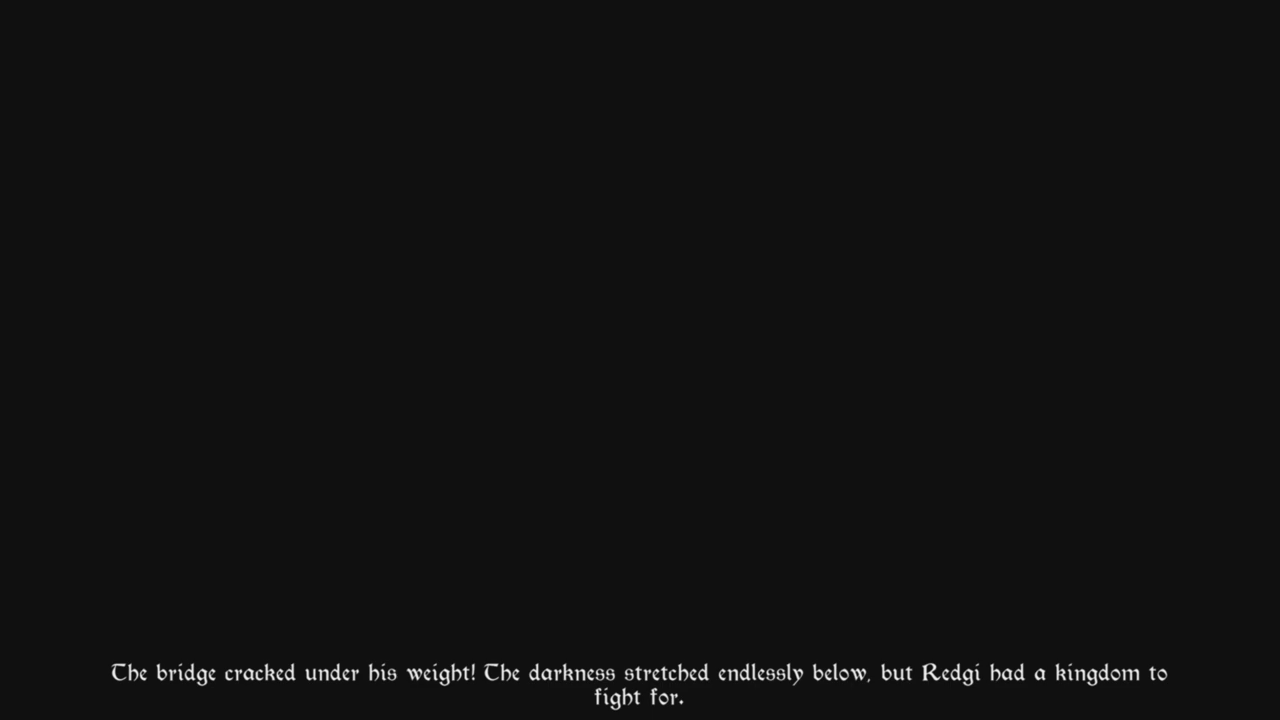 The bridge cracked under his weight! The darkness stretched endlessly below, but Redgi had a kingdom to
fight for.